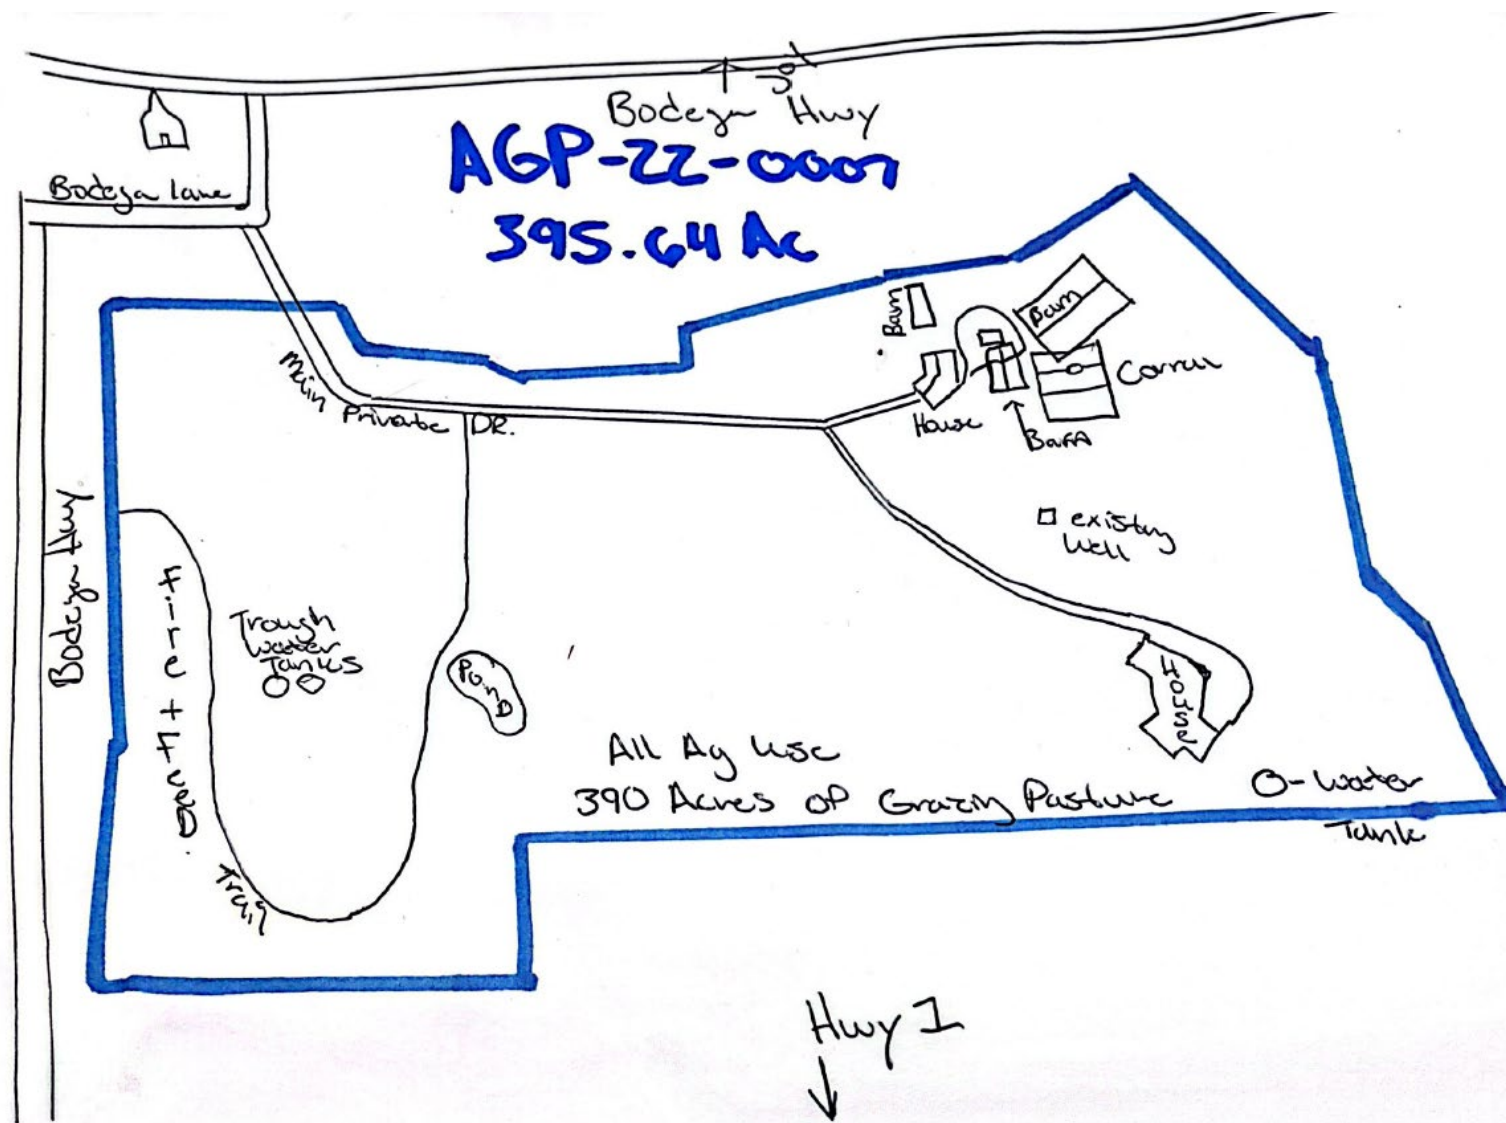 Bodega Hwy
AGP-22-0007
395.64 Ac
Bodega Lane
Barn
Barn
Corral
Main Private DR.
House
Barn
existing
Well
Bodega Hwy
Fire + Fuel
Trail
Trough
Water
Tanks
Pond
House
All Ag Use
390 Acres of Grazing Pasture
O-Water
Tank
Hwy 1